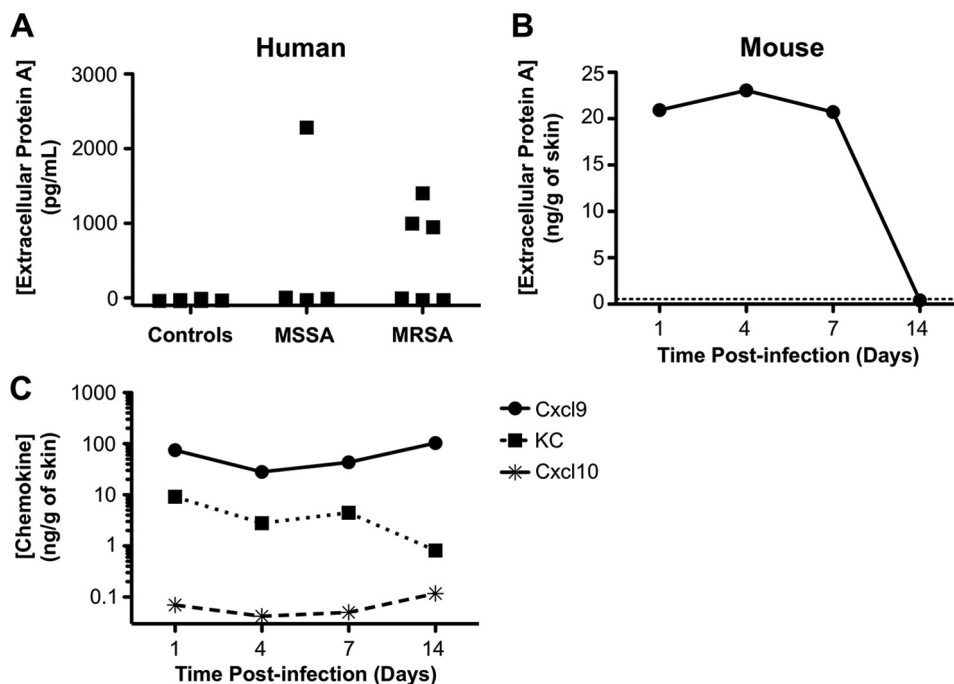 A
Human
[Extracellular Protein A]
(pg/mL)
3000
2000
1000
0
Controls
MSSA
MRSA
B
Mouse
[Extracellular Protein A]
(ng/g of skin)
25
20
15
10
5
0
1
4
7
14
Time Post-infection (Days)
C
[Chemokine]
(ng/g of skin)
1000
100
10
1
0.1
1
4
7
14
Time Post-infection (Days)
Cxcl9
KC
Cxcl10